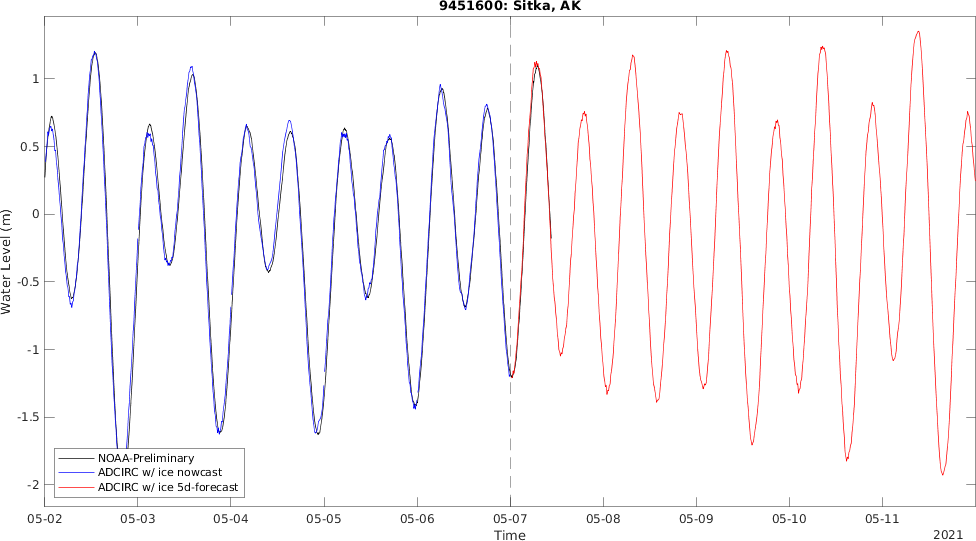 9451600: Sitka, AK
Water Level (m)
1
0.5
0
-0.5
-1
-1.5
-2
NOAA-Preliminary
ADCIRC w/ ice nowcast
ADCIRC w/ ice 5d-forecast
05-02 05-03 05-04 05-05 05-06 05-07 05-08 05-09 05-10 05-11
Time
2021